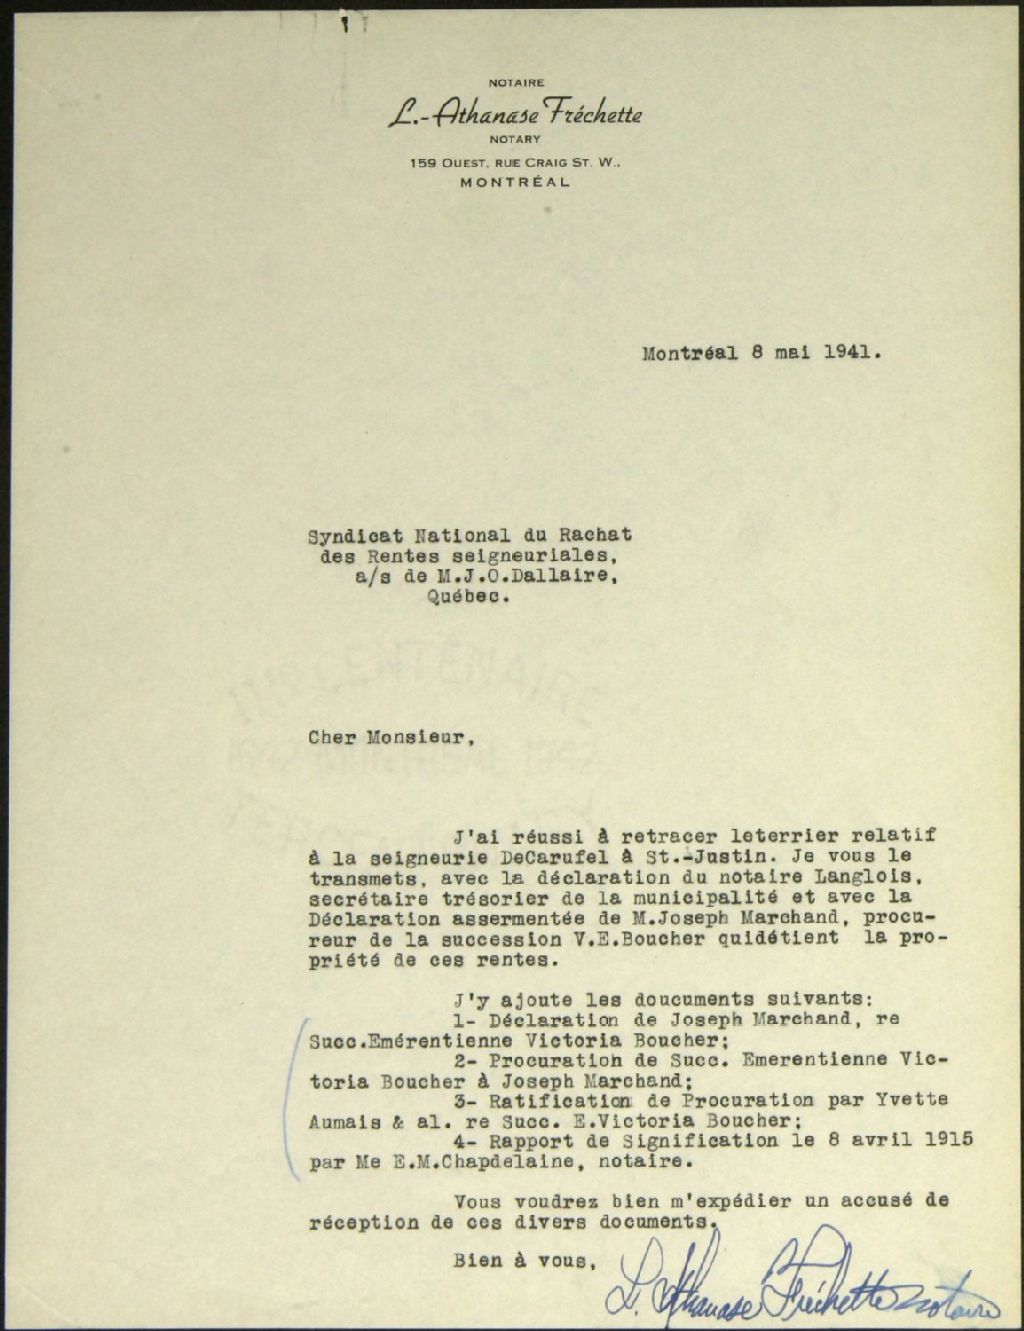 NOTAIRE
L.-Athanase Fréchette
NOTARY
159 OUEST, RUE CRAIG ST. W..
MONTRÉAL
Montréal 8 mai 1941.
Syndicat National du Rachat
des Rentes seigneuriales,
a/s de M.J.O.Dallaire,
Québec.
IIIme CENTENAIRE
1642 MONTREAL 1942
Cher Monsieur,
J'ai réussi à retracer leterrier relatif
à la seigneurie DeCarufel à St.-Justin. Je vous le
transmets, avec la déclaration du notaire Langlois,
secrétaire trésorier de la municipalité et avec la
Déclaration assermentée de M.Joseph Marchand, procu-
reur de la succession V.E.Boucher quidétient la pro-
priété de ces rentes.
J'y ajoute les doucuments suivants:
1- Déclaration de Joseph Marchand, re
Succ.Emérentienne Victoria Boucher;
2- Procuration de Succ. Emerentienne Vic-
toria Boucher à Joseph Marchand;
3- Ratification de Procuration par Yvette
Aumais & al. re Succ. E.Victoria Boucher;
4- Rapport de Signification le 8 avril 1915
par Me E.M.Chapdelaine, notaire.
Vous voudrez bien m'expédier un accusé de
réception de ces divers documents.
Bien à vous,
L. Athanase Fréchette notaire